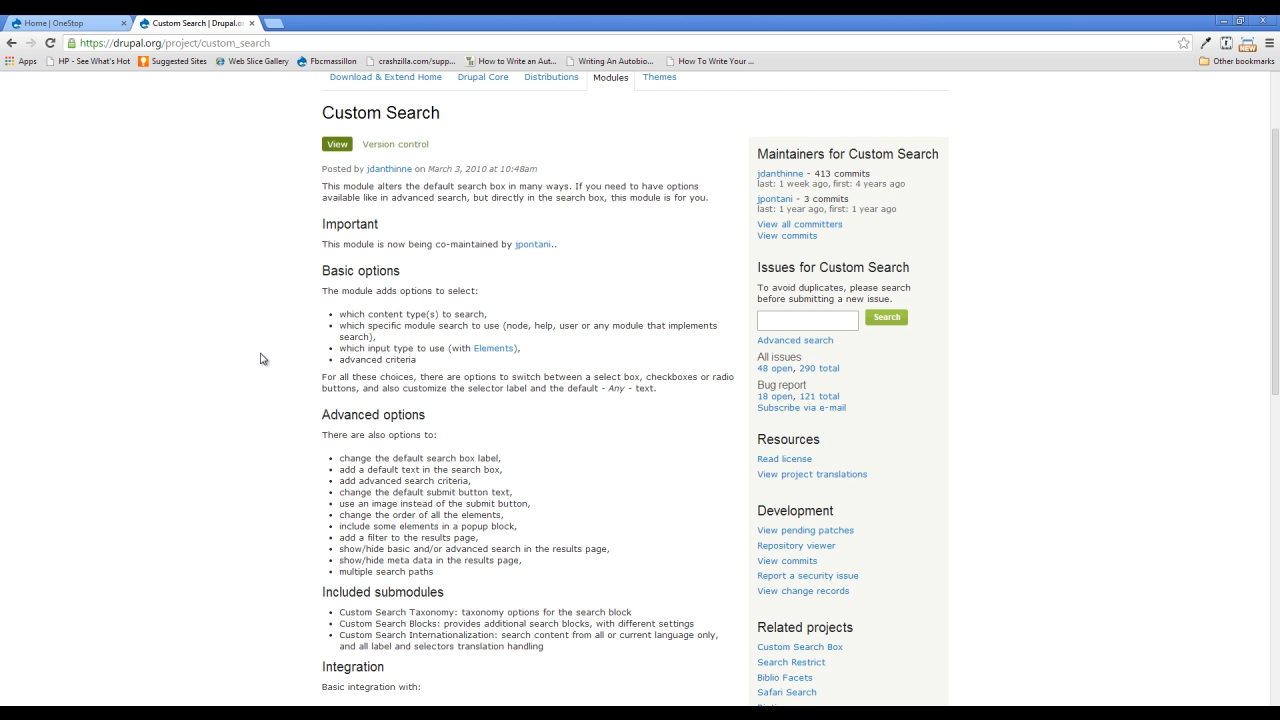 Home | OneStop
Custom Search | Drupal.o
https://drupal.org/project/custom_search
Apps
HP - See What's Hot
Suggested Sites
Web Slice Gallery
Fbcmassillon
crashzilla.com/supp...
How to Write an Aut...
Writing An Autobio...
How To Write Your ...
Other bookmarks
NEW
Download & Extend Home
Drupal Core
Distributions
Modules
Themes
Custom Search
View
Version control
Posted by jdanthinne on March 3, 2010 at 10:48am
This module alters the default search box in many ways. If you need to have options
available like in advanced search, but directly in the search box, this module is for you.
Important
This module is now being co-maintained by jpontani..
Basic options
The module adds options to select:
• which content type(s) to search,
• which specific module search to use (node, help, user or any module that implements
search),
• which input type to use (with Elements),
• advanced criteria
For all these choices, there are options to switch between a select box, checkboxes or radio
buttons, and also customize the selector label and the default - Any - text.
Advanced options
There are also options to:
• change the default search box label,
• add a default text in the search box,
• add advanced search criteria,
• change the default submit button text,
• use an image instead of the submit button,
• change the order of all the elements,
• include some elements in a popup block,
• add a filter to the results page,
• show/hide basic and/or advanced search in the results page,
• show/hide meta data in the results page,
• multiple search paths
Included submodules
• Custom Search Taxonomy: taxonomy options for the search block
• Custom Search Blocks: provides additional search blocks, with different settings
• Custom Search Internationalization: search content from all or current language only,
and all label and selectors translation handling
Integration
Basic integration with:
Maintainers for Custom Search
jdanthinne - 413 commits
last: 1 week ago, first: 4 years ago
jpontani - 3 commits
last: 1 year ago, first: 1 year ago
View all committers
View commits
Issues for Custom Search
To avoid duplicates, please search
before submitting a new issue.
Search
Advanced search
All issues
48 open, 290 total
Bug report
18 open, 121 total
Subscribe via e-mail
Resources
Read license
View project translations
Development
View pending patches
Repository viewer
View commits
Report a security issue
View change records
Related projects
Custom Search Box
Search Restrict
Biblio Facets
Safari Search